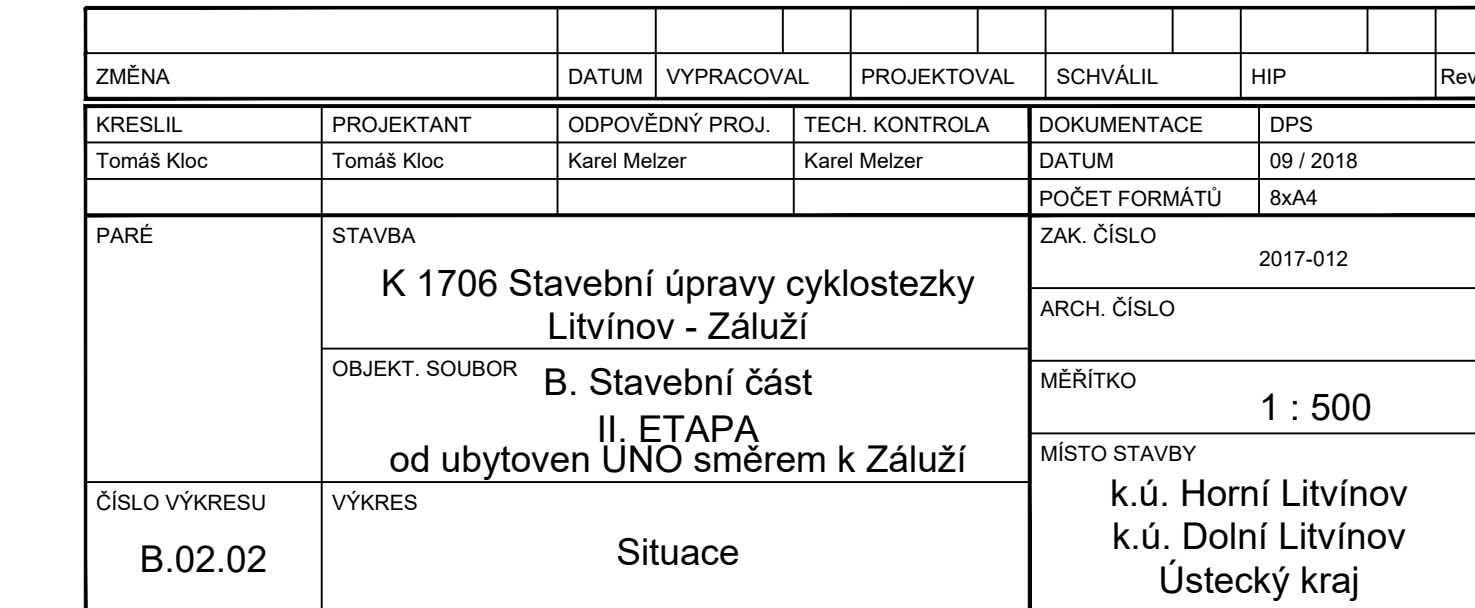 ZMĚNA DATUM VYPRACOVAL PROJEKTOVAL SCHVÁLIL HIP Rev
KRESLIL PROJEKTANT ODPOVĚDNÝ PROJ. TECH. KONTROLA DOKUMENTACE DPS
Tomáš Kloc Tomáš Kloc Karel Melzer Karel Melzer DATUM 09 / 2018
POČET FORMÁTŮ 8xA4
PARÉ STAVBA ZAK. ČÍSLO
2017-012
K 1706 Stavební úpravy cyklostezky
Litvínov - Záluží
ARCH. ČÍSLO
OBJEKT. SOUBOR B. Stavební část
II. ETAPA
od ubytoven UNO směrem k Záluží
MĚŘÍTKO
1 : 500
MÍSTO STAVBY
k.ú. Horní Litvínov
k.ú. Dolní Litvínov
Ústecký kraj
ČÍSLO VÝKRESU VÝKRES
B.02.02 Situace